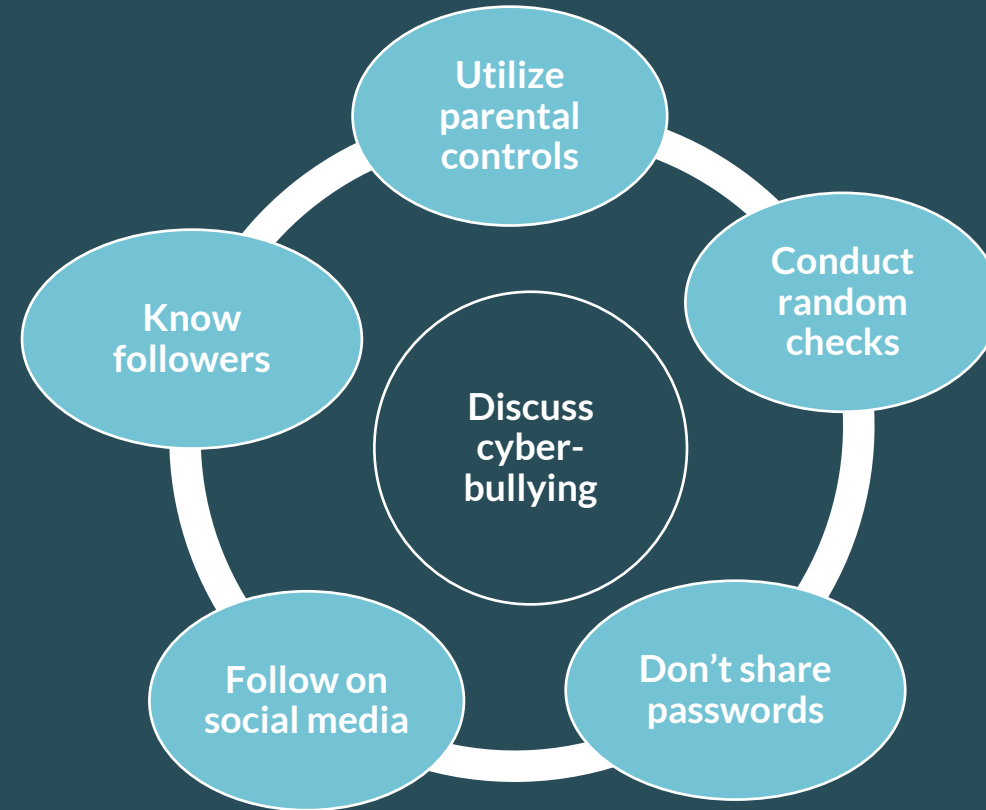 Utilize
parental
controls
Conduct
random
checks
Know
followers
Discuss
cyber-
bullying
Don’t share
passwords
Follow on
social media